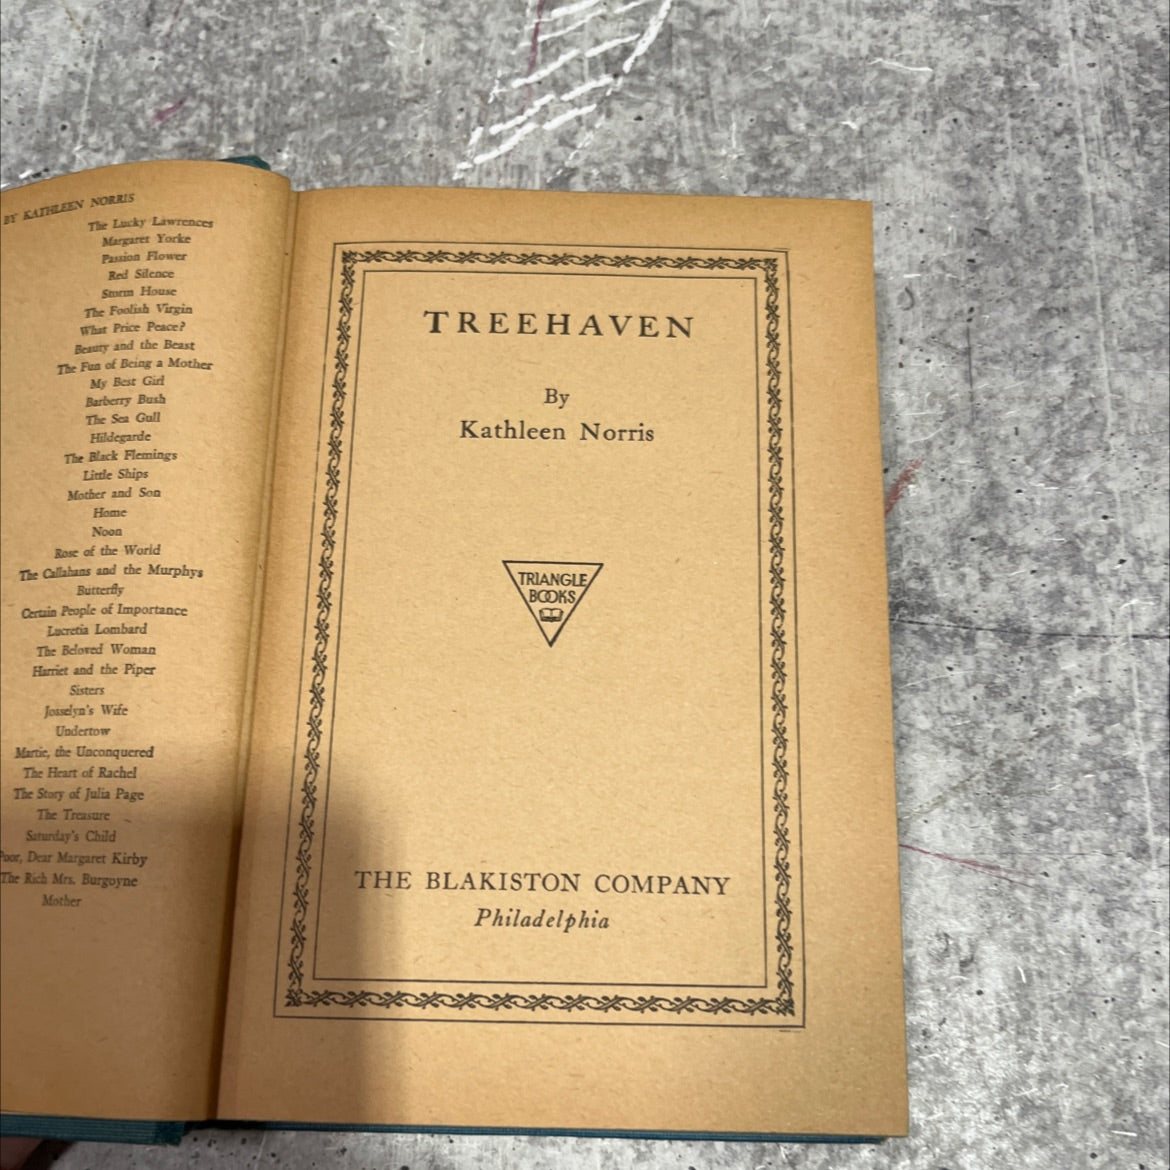 BY KATHLEEN NORRIS
The Lucky Lawrences
Margaret Yorke
Passion Flower
Red Silence
Storm House
The Foolish Virgin
What Price Peace?
Beauty and the Beast
The Fun of Being a Mother
My Best Girl
Barberry Bush
The Sea Gull
Hildegarde
The Black Flemings
Little Ships
Mother and Son
Home
Noon
Rose of the World
The Callahans and the Murphys
Butterfly
Certain People of Importance
Lucretia Lombard
The Beloved Woman
Harriet and the Piper
Sisters
Josselyn's Wife
Undertow
Martie, the Unconquered
The Heart of Rachel
The Story of Julia Page
The Treasure
Saturday's Child
Poor, Dear Margaret Kirby
The Rich Mrs. Burgoyne
Mother
TREEHAVEN
By
Kathleen Norris
TRIANGLE
BOOKS
THE BLAKISTON COMPANY
Philadelphia